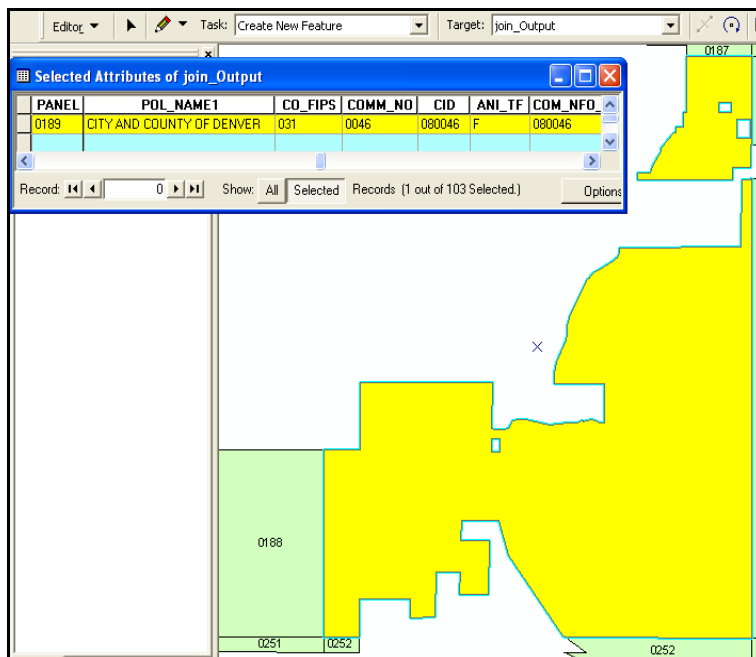 Editor Task: Create New Feature Target: join_Output
0187
Selected Attributes of join_Output
PANEL POL_NAME1 CO_FIPS COMM_NO CID ANI_TF COM_NFO_
0189 CITY AND COUNTY OF DENVER 031 0046 080046 F 080046
Record: 0 Show: All Selected Records (1 out of 103 Selected.) Options
0188
0251 0252 0252